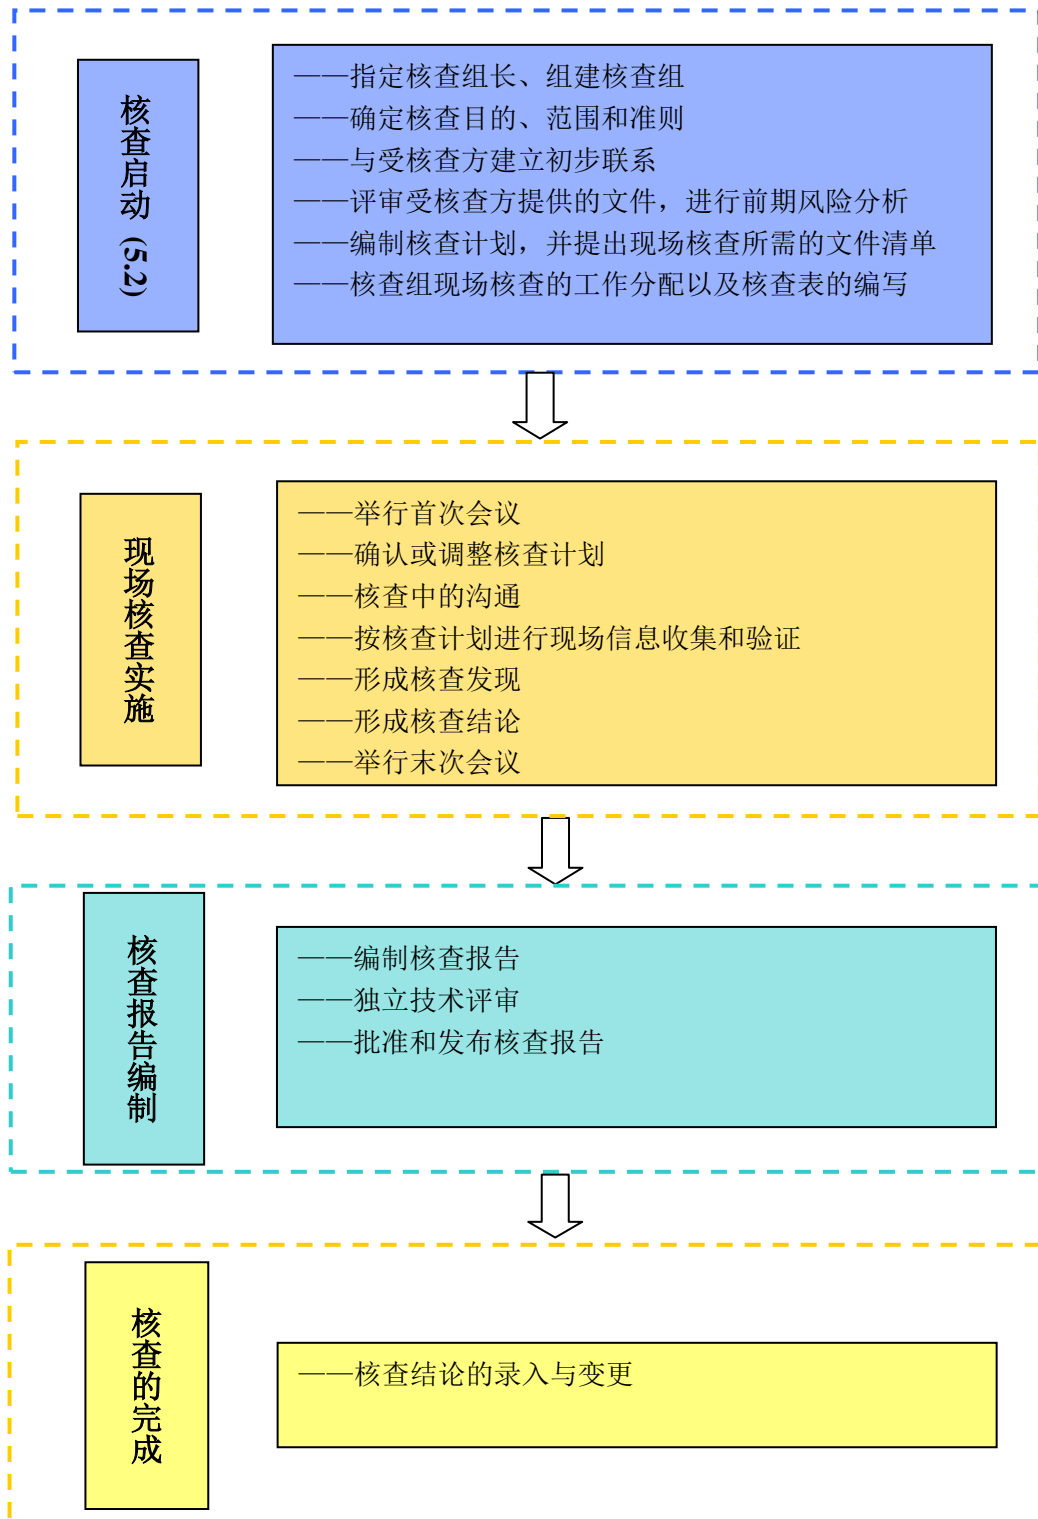 核查启动 (5.2)
——指定核查组长、组建核查组
——确定核查目的、范围和准则
——与受核查方建立初步联系
——评审受核查方提供的文件，进行前期风险分析
——编制核查计划，并提出现场核查所需的文件清单
——核查组现场核查的工作分配以及核查表的编写
现场核查实施
——举行首次会议
——确认或调整核查计划
——核查中的沟通
——按核查计划进行现场信息收集和验证
——形成核查发现
——形成核查结论
——举行末次会议
核查报告编制
——编制核查报告
——独立技术评审
——批准和发布核查报告
核查的完成
——核查结论的录入与变更